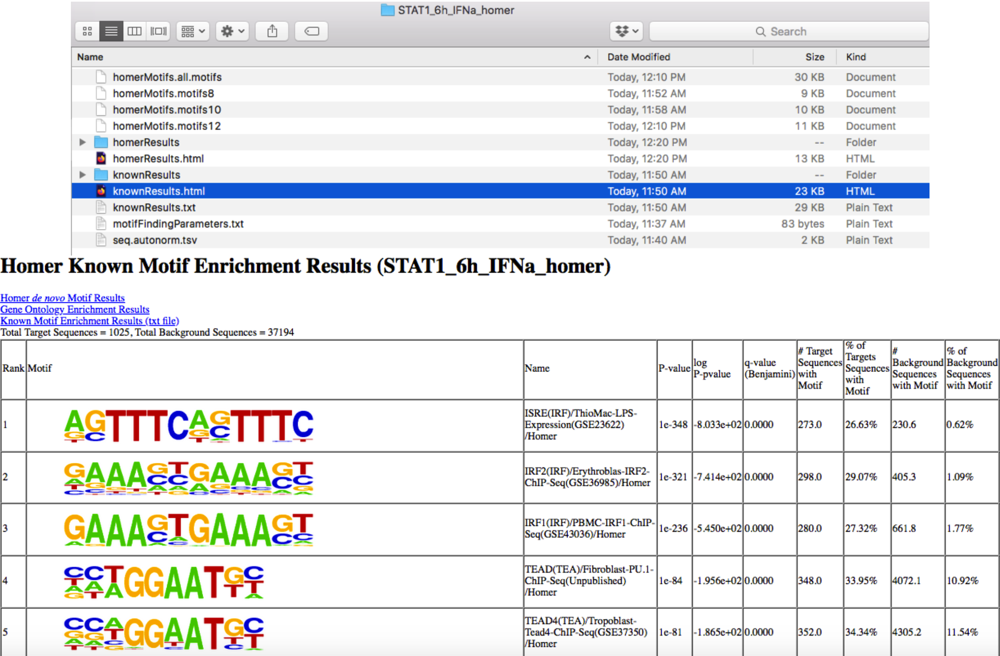 STAT1_6h_IFNa_homer
Search
Name Date Modified Size Kind
homerMotifs.all.motifs Today, 12:10 PM 30 KB Document
homerMotifs.motifs8 Today, 11:52 AM 9 KB Document
homerMotifs.motifs10 Today, 11:58 AM 10 KB Document
homerMotifs.motifs12 Today, 12:10 PM 11 KB Document
homerResults Today, 12:20 PM -- Folder
homerResults.html Today, 12:20 PM 13 KB HTML
knownResults Today, 11:50 AM -- Folder
knownResults.html Today, 11:50 AM 23 KB HTML
knownResults.txt Today, 11:50 AM 29 KB Plain Text
motifFindingParameters.txt Today, 11:37 AM 83 bytes Plain Text
seq.autonorm.tsv Today, 11:40 AM 2 KB Plain Text
Homer Known Motif Enrichment Results (STAT1_6h_IFNa_homer)
Homer de novo Motif Results
Gene Ontology Enrichment Results
Known Motif Enrichment Results (txt file)
Total Target Sequences = 1025, Total Background Sequences = 37194
Rank
Motif
Name
P-value
log
P-pvalue
q-value
(Benjamini)
# Target
Sequences
with
Motif
% of
Targets
Sequences
with
Motif
#
Background
Sequences
with Motif
% of
Background
Sequences
with Motif
1
AGTTTCAGTTTC
ISRE(IRF)/ThioMac-LPS-
Expression(GSE23622)
/Homer
1e-348
-8.033e+02
0.0000
273.0
26.63%
230.6
0.62%
2
GAAAGTGAAAGT
IRF2(IRF)/Erythroblas-IRF2-
ChIP-Seq(GSE36985)/Homer
1e-321
-7.414e+02
0.0000
298.0
29.07%
405.3
1.09%
3
GAAAGTGAAAGT
IRF1(IRF)/PBMC-IRF1-ChIP-
Seq(GSE43036)/Homer
1e-236
-5.450e+02
0.0000
280.0
27.32%
661.8
1.77%
4
CCTGGAATGC
TEAD(TEA)/Fibroblast-PU.1-
ChIP-Seq(Unpublished)
/Homer
1e-84
-1.956e+02
0.0000
348.0
33.95%
4072.1
10.92%
5
CCAGGAATGC
TEAD4(TEA)/Tropoblast-
Tead4-ChIP-Seq(GSE37350)
/Homer
1e-81
-1.865e+02
0.0000
352.0
34.34%
4305.2
11.54%